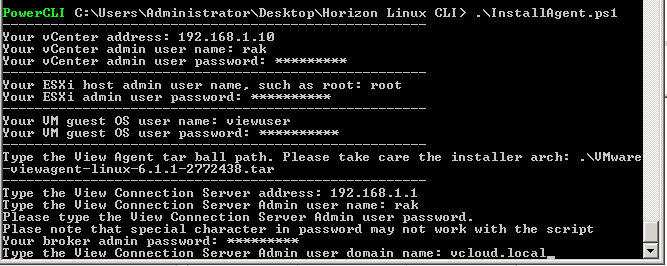 PowerCLI C:\Users\Administrator\Desktop\Horizon Linux CLI> .\InstallAgent.ps1
-----------------------------------------------------
Your vCenter address: 192.168.1.10
Your vCenter admin user name: rak
Your vCenter admin user password: *********
-----------------------------------------------------
Your ESXi host admin user name, such as root: root
Your ESXi admin user password: **********
-----------------------------------------------------
Your VM guest OS user name: viewuser
Your VM guest OS user password: **********
-----------------------------------------------------
Type the View Agent tar ball path. Please take care the installer arch: .\VMware
-viewagent-linux-6.1.1-2772438.tar
-----------------------------------------------------
Type the View Connection Server address: 192.168.1.1
Type the View Connection Server Admin user name: rak
Please type the View Connection Server Admin user password.
Plase note that special character in password may not work with the script
Your broker admin password: *********
Type the View Connection Server Admin user domain name: vcloud.local_